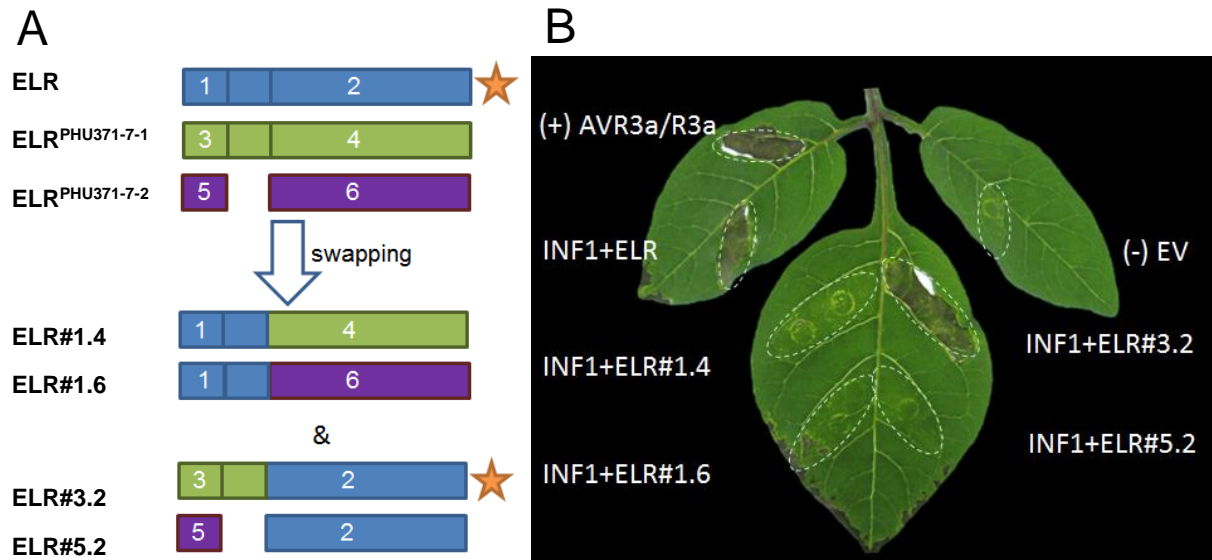 A
ELR
1 2
ELRPHU371-7-1
3 4
ELRPHU371-7-2
5 6
swapping
ELR#1.4
1 4
ELR#1.6
1 6
&
ELR#3.2
3 2
ELR#5.2
5 2
B
(+) AVR3a/R3a
INF1+ELR
(-) EV
INF1+ELR#1.4
INF1+ELR#3.2
INF1+ELR#1.6
INF1+ELR#5.2